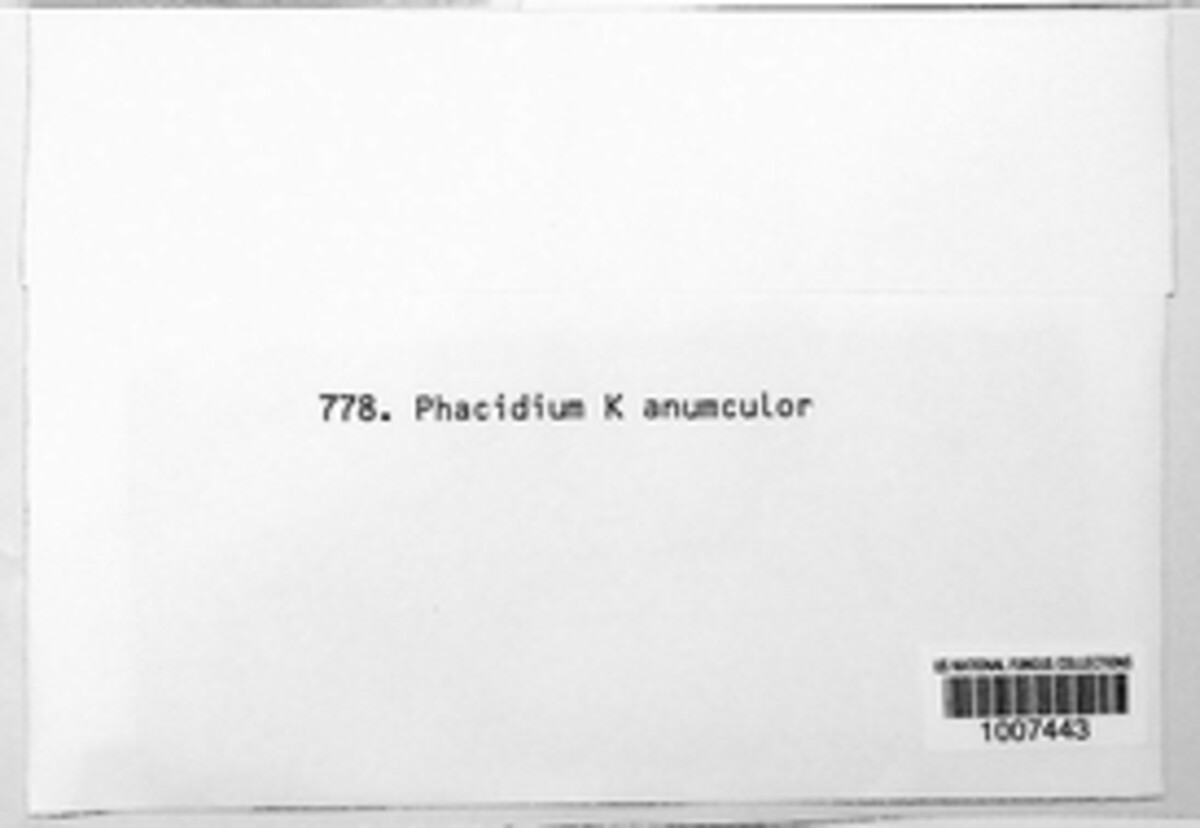 778. Phacidium K anumculor
US NATIONAL FUNGUS COLLECTIONS
1007443